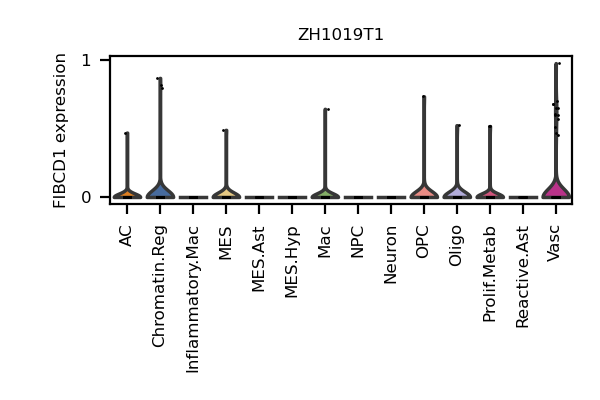 ZH1019T1
FIBCD1 expression
1
0
AC
Chromatin.Reg
Inflammatory.Mac
MES
MES.Ast
MES.Hyp
Mac
NPC
Neuron
OPC
Oligo
Prolif.Metab
Reactive.Ast
Vasc